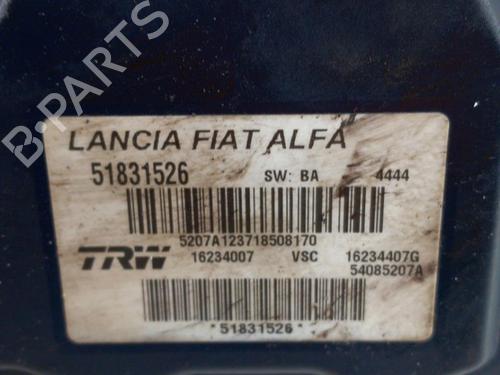 B-PARTS
LANCIA FIAT ALFA
51831526 SW: BA 4444
5207A123718508170
TRW 16234007 VSC 16234407G
54085207A
*51831526*